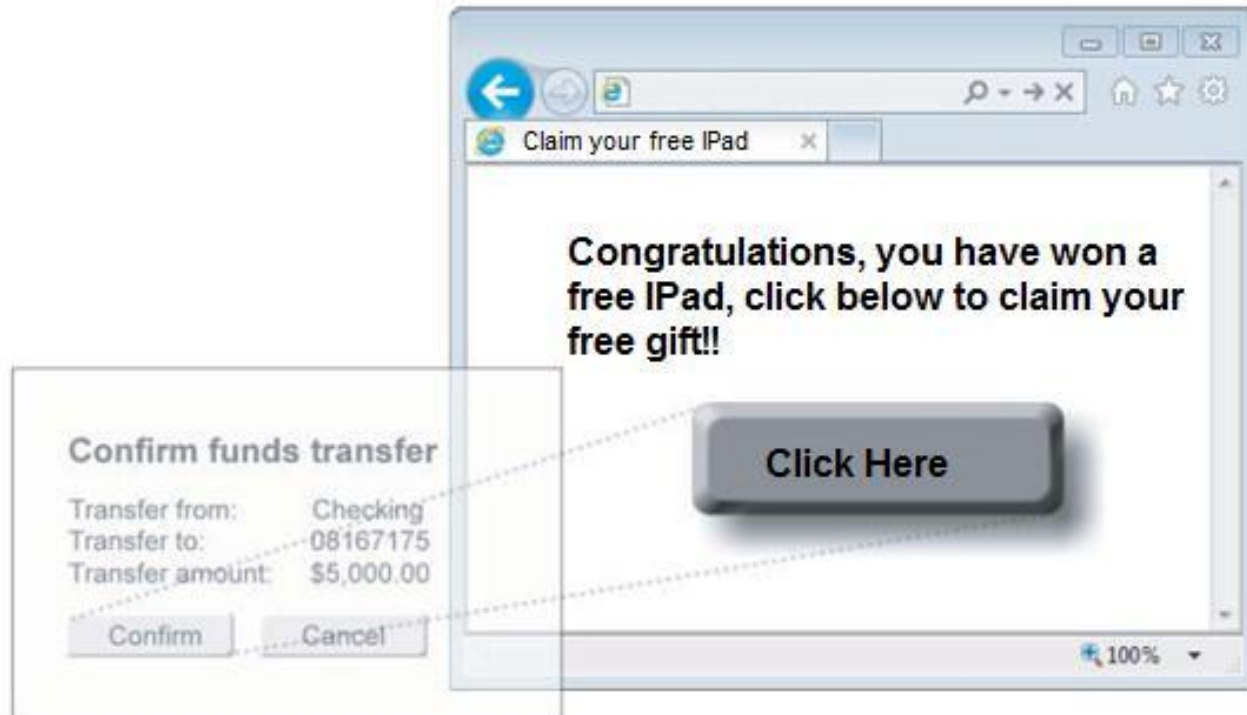 Claim your free IPad
Congratulations, you have won a
free IPad, click below to claim your
free gift!!
Click Here
Confirm funds transfer
Transfer from: Checking
Transfer to: 08167175
Transfer amount: $5,000.00
Confirm Cancel
100%